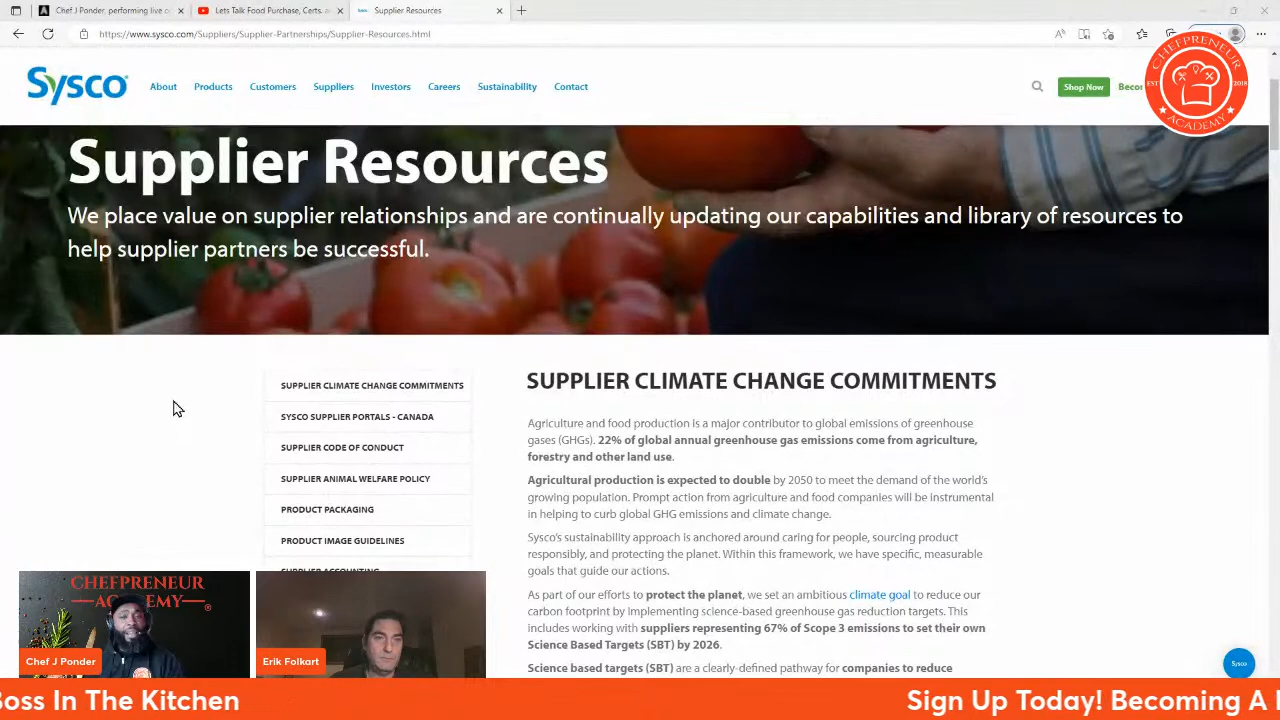 Chef J Ponder, performing live o
Lets Talk Food Purchase, Certs. a
Supplier Resources
https://www.sysco.com/Suppliers/Supplier-Partnerships/Supplier-Resources.html
Sysco
About
Products
Customers
Suppliers
Investors
Careers
Sustainability
Contact
Shop Now
CHEFPRENEUR
EST
2018
ACADEMY
Supplier Resources
We place value on supplier relationships and are continually updating our capabilities and library of resources to
help supplier partners be successful.
SUPPLIER CLIMATE CHANGE COMMITMENTS
SYSCO SUPPLIER PORTALS - CANADA
SUPPLIER CODE OF CONDUCT
SUPPLIER ANIMAL WELFARE POLICY
PRODUCT PACKAGING
PRODUCT IMAGE GUIDELINES
SUPPLIER ACCOUNTING
SUPPLIER CLIMATE CHANGE COMMITMENTS
Agriculture and food production is a major contributor to global emissions of greenhouse
gases (GHGs). 22% of global annual greenhouse gas emissions come from agriculture,
forestry and other land use.
Agricultural production is expected to double by 2050 to meet the demand of the world's
growing population. Prompt action from agriculture and food companies will be instrumental
in helping to curb global GHG emissions and climate change.
Sysco's sustainability approach is anchored around caring for people, sourcing product
responsibly, and protecting the planet. Within this framework, we have specific, measurable
goals that guide our actions.
As part of our efforts to protect the planet, we set an ambitious climate goal to reduce our
carbon footprint by implementing science-based greenhouse gas reduction targets. This
includes working with suppliers representing 67% of Scope 3 emissions to set their own
Science Based Targets (SBT) by 2026.
Science based targets (SBT) are a clearly-defined pathway for companies to reduce
CHEFPRENEUR
ACADEMY
Chef J Ponder
Erik Folkart
Sysco
Boss In The Kitchen
Sign Up Today! Becoming A